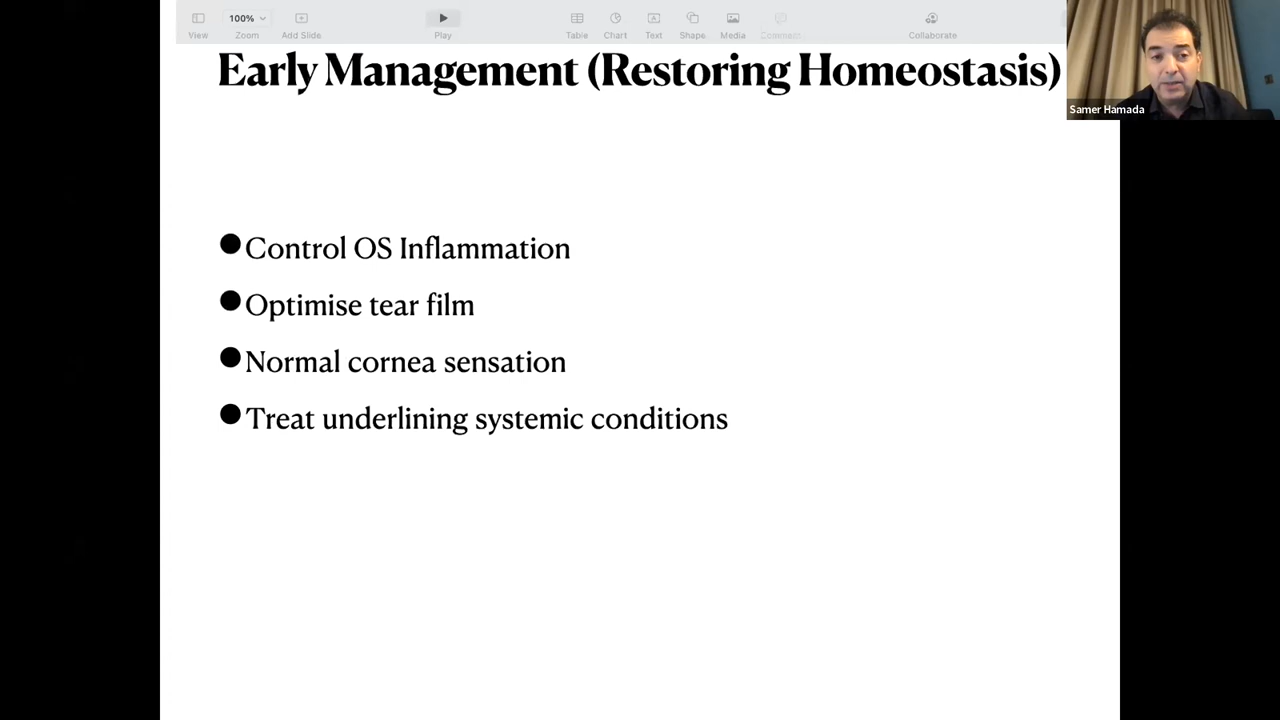 100%
View
Zoom
Add Slide
Play
Table
Chart
Text
Shape
Media
Comment
Collaborate
Samer Hamada
Early Management (Restoring Homeostasis)
Control OS Inflammation
Optimise tear film
Normal cornea sensation
Treat underlining systemic conditions